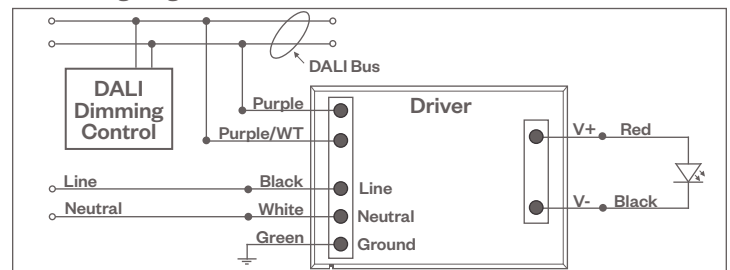 DALI Bus
DALI
Dimming
Control
Purple
Driver
Purple/WT
V+ Red
Line Black Line
V- Black
Neutral White Neutral
Green Ground